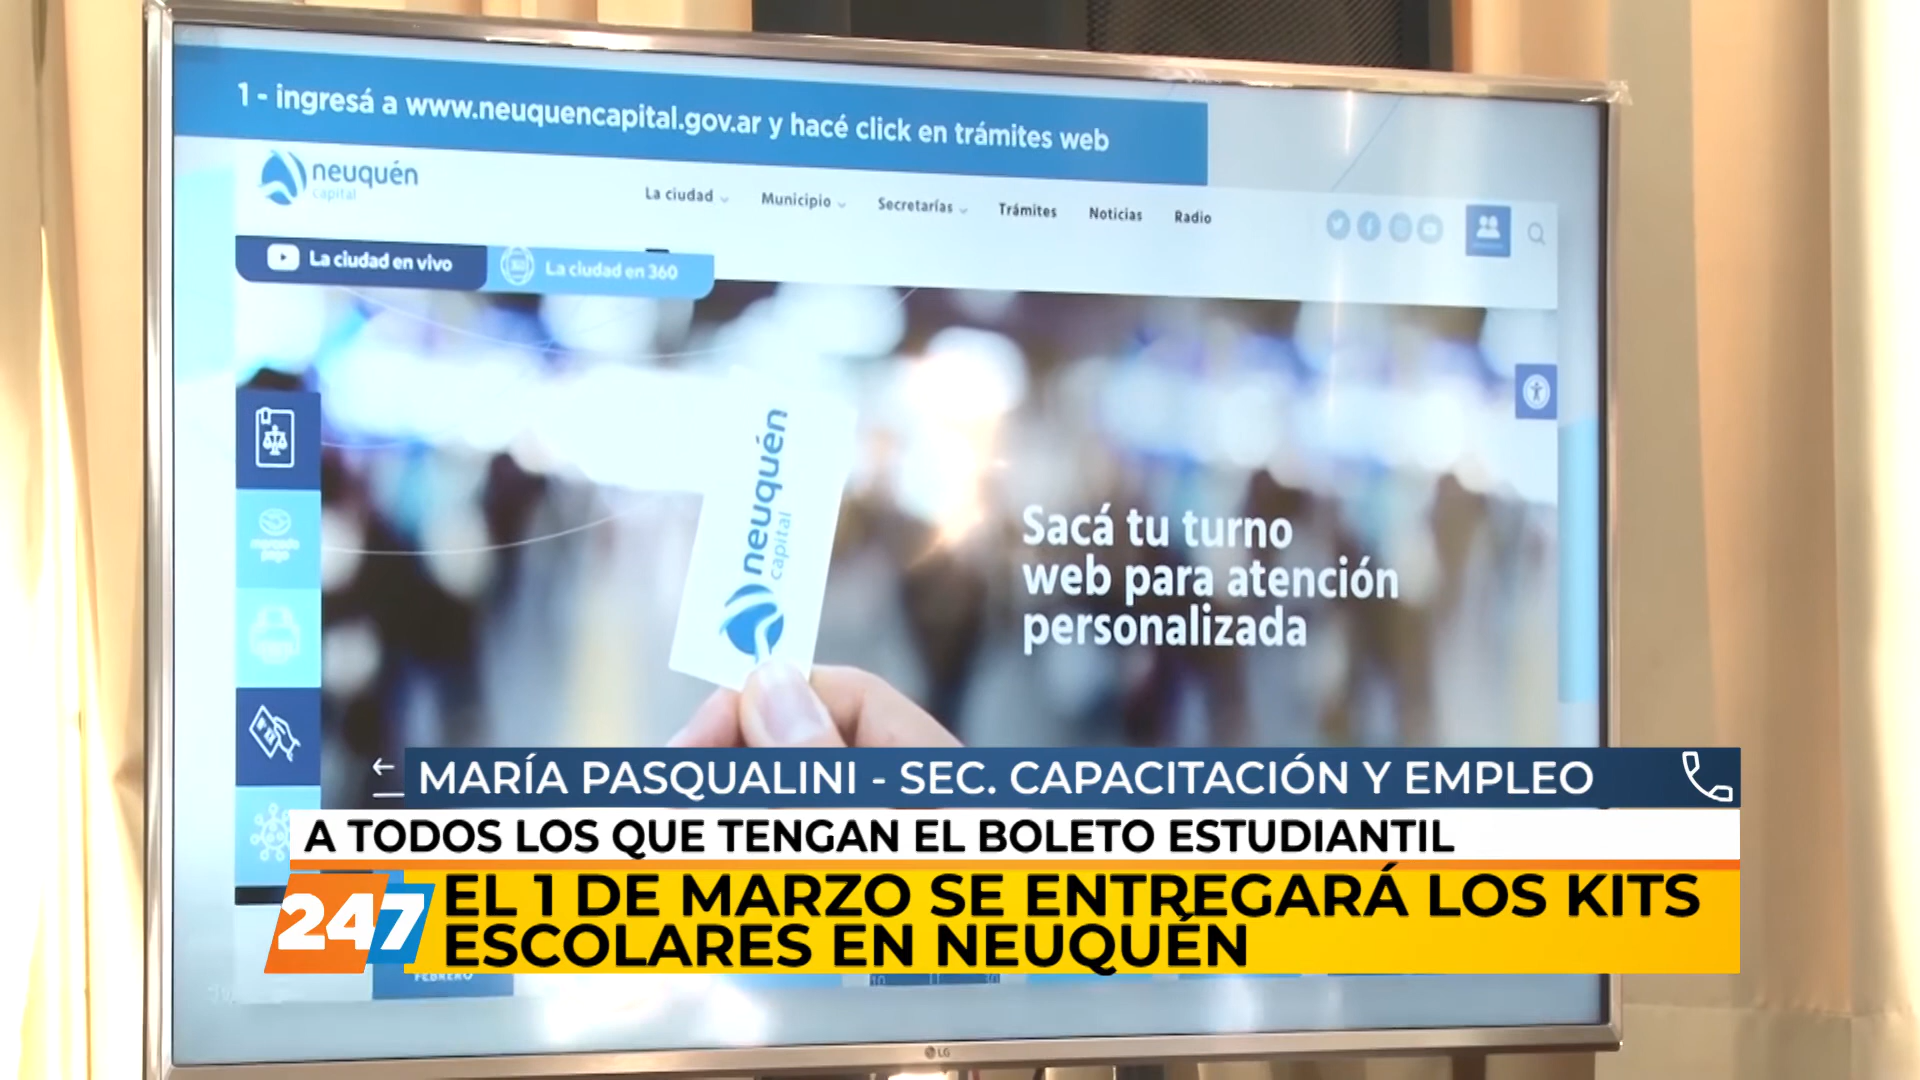 1 - ingresá a www.neuquencapital.gov.ar y hacé click en trámites web
neuquén
capital
La ciudad
Municipio
Secretarías
Trámites
Noticias
Radio
La ciudad en vivo
La ciudad en 360
mercado
pago
neuquén
capital
Sacá tu turno
web para atención
personalizada
MARÍA PASQUALINI - SEC. CAPACITACIÓN Y EMPLEO
A TODOS LOS QUE TENGAN EL BOLETO ESTUDIANTIL
247
EL 1 DE MARZO SE ENTREGARÁ LOS KITS
ESCOLARES EN NEUQUÉN
FEBRERO
LG